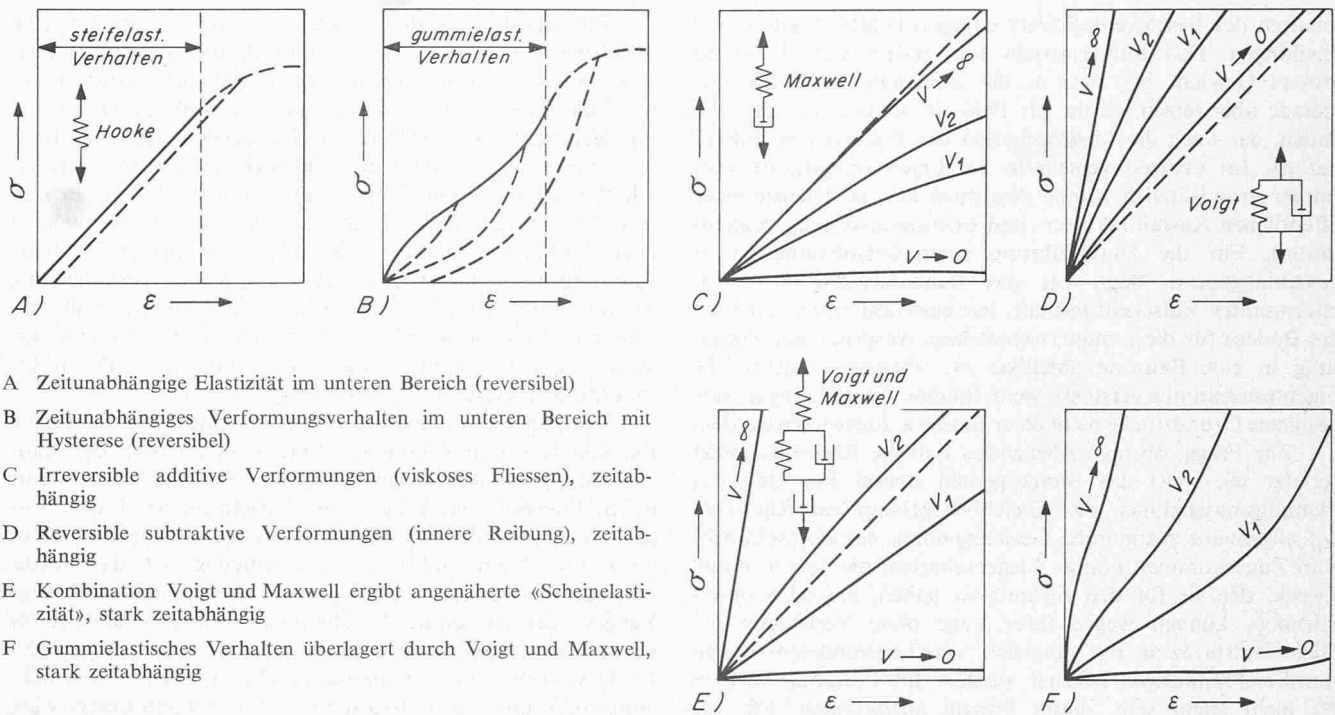 steifelast.
Verhalten
Hooke
σ
A)
ε
gummielast.
Verhalten
σ
B)
ε
Maxwell
V → ∞
V2
V1
V → 0
σ
C)
ε
V → ∞
V2
V1
V → 0
Voigt
σ
D)
ε
A Zeitunabhängige Elastizität im unteren Bereich (reversibel)
B Zeitunabhängiges Verformungsverhalten im unteren Bereich mit
Hysterese (reversibel)
C Irreversible additive Verformungen (viskoses Fliessen), zeitab-
hängig
D Reversible subtraktive Verformungen (innere Reibung), zeitab-
hängig
E Kombination Voigt und Maxwell ergibt angenäherte «Scheinelasti-
zität», stark zeitabhängig
F Gummielastisches Verhalten überlagert durch Voigt und Maxwell,
stark zeitabhängig
Voigt und
Maxwell
V → ∞
V2
V1
V → 0
σ
E)
ε
V → ∞
V2
V1
V → 0
σ
F)
ε